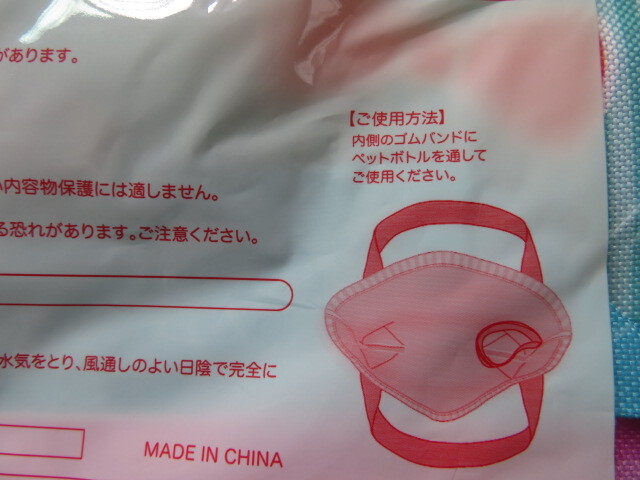 があります。
【ご使用方法】
内側のゴムバンドに
ペットボトルを通して
ご使用ください。
内容物保護には適しません。
る恐れがあります。ご注意ください。
水気をとり、風通しのよい日陰で完全に
MADE IN CHINA